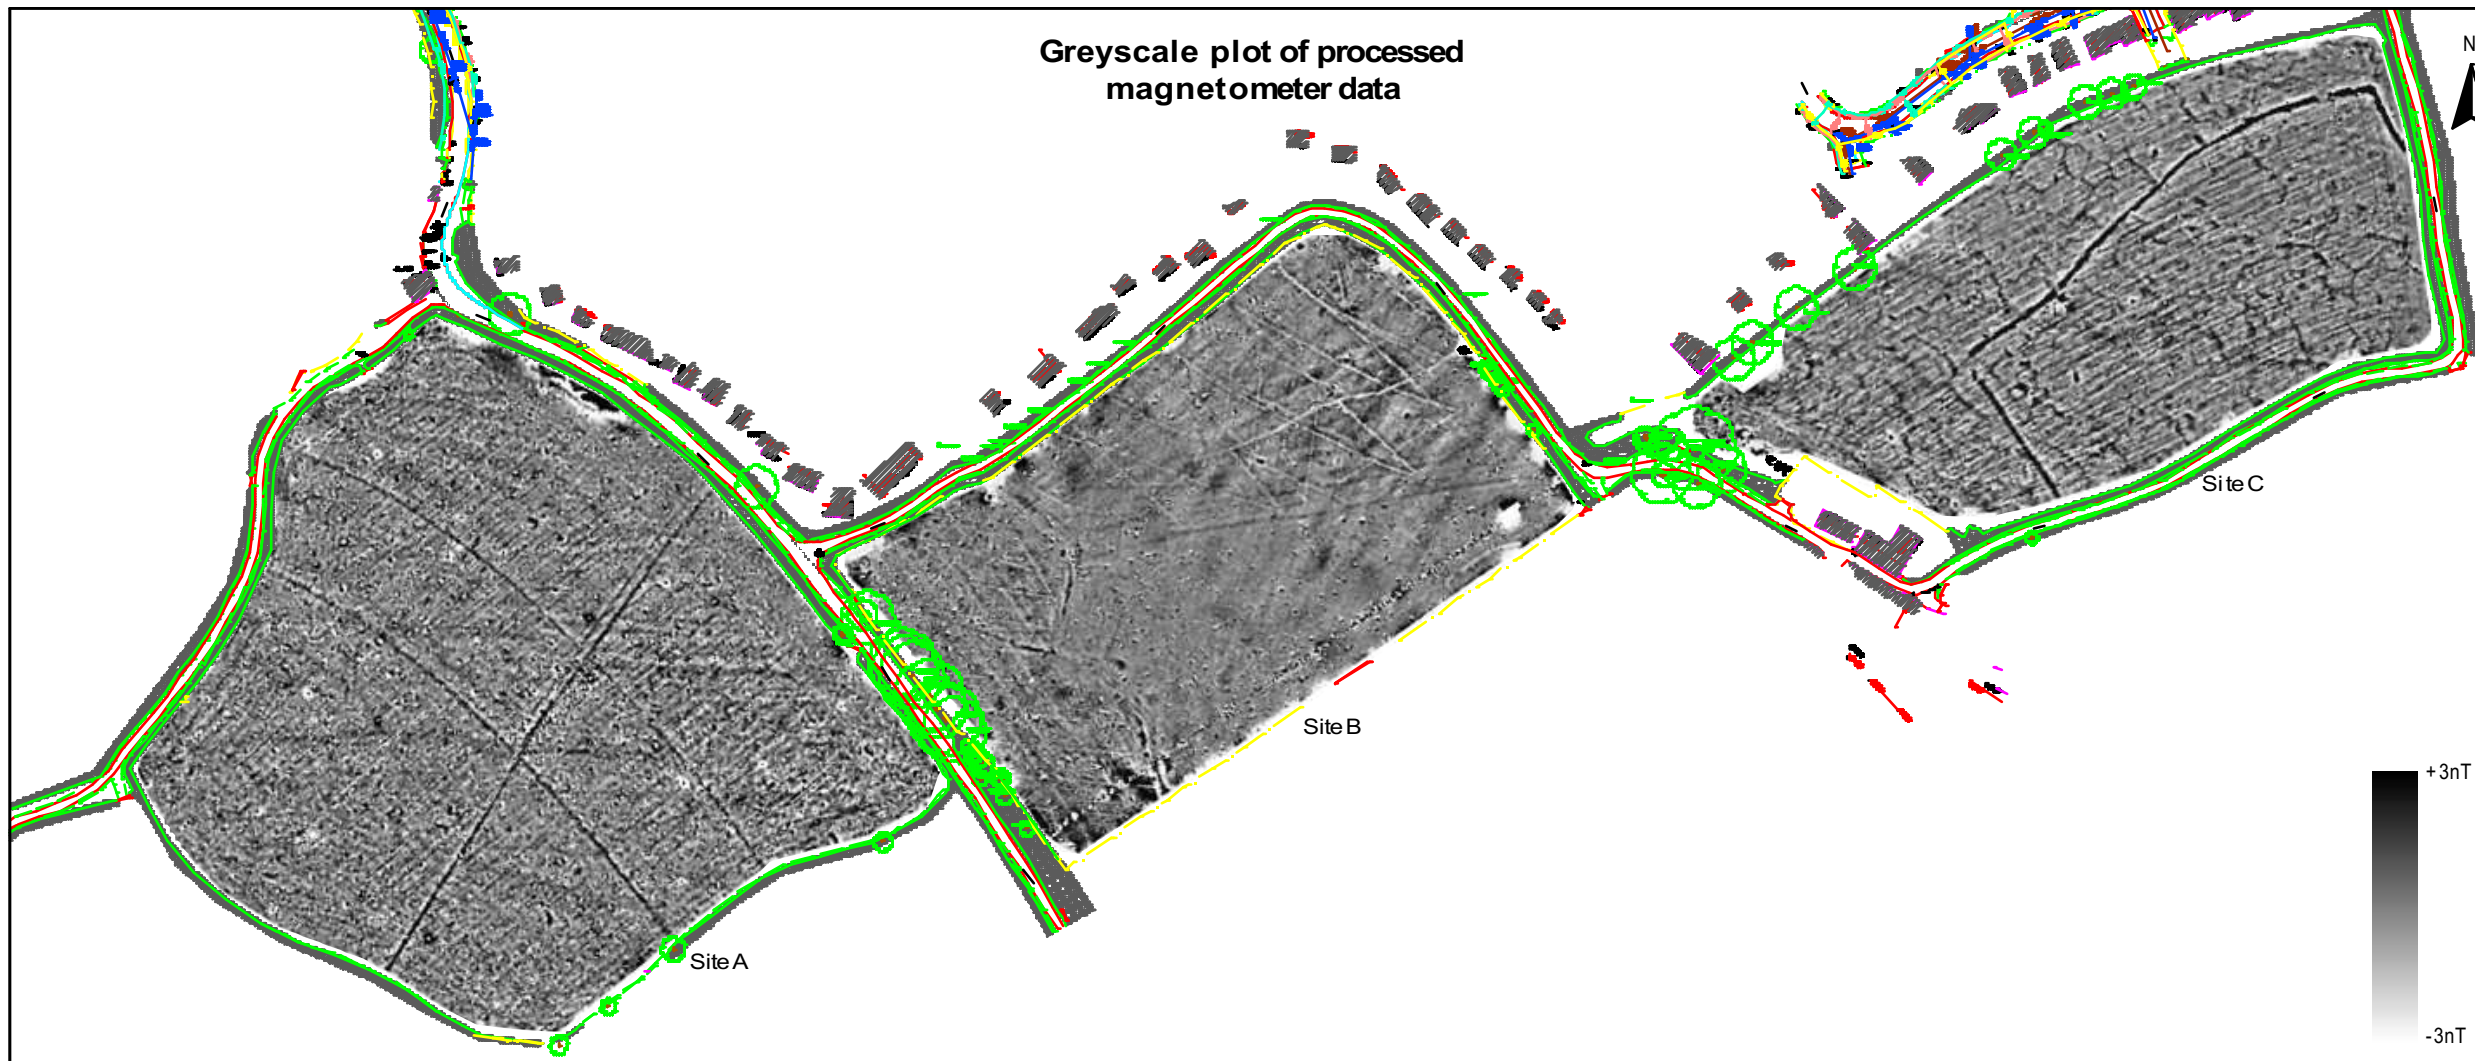 Greyscale plot of processed
magnetometer data
N
Site C
Site B
+3nT
Site A
-3nT